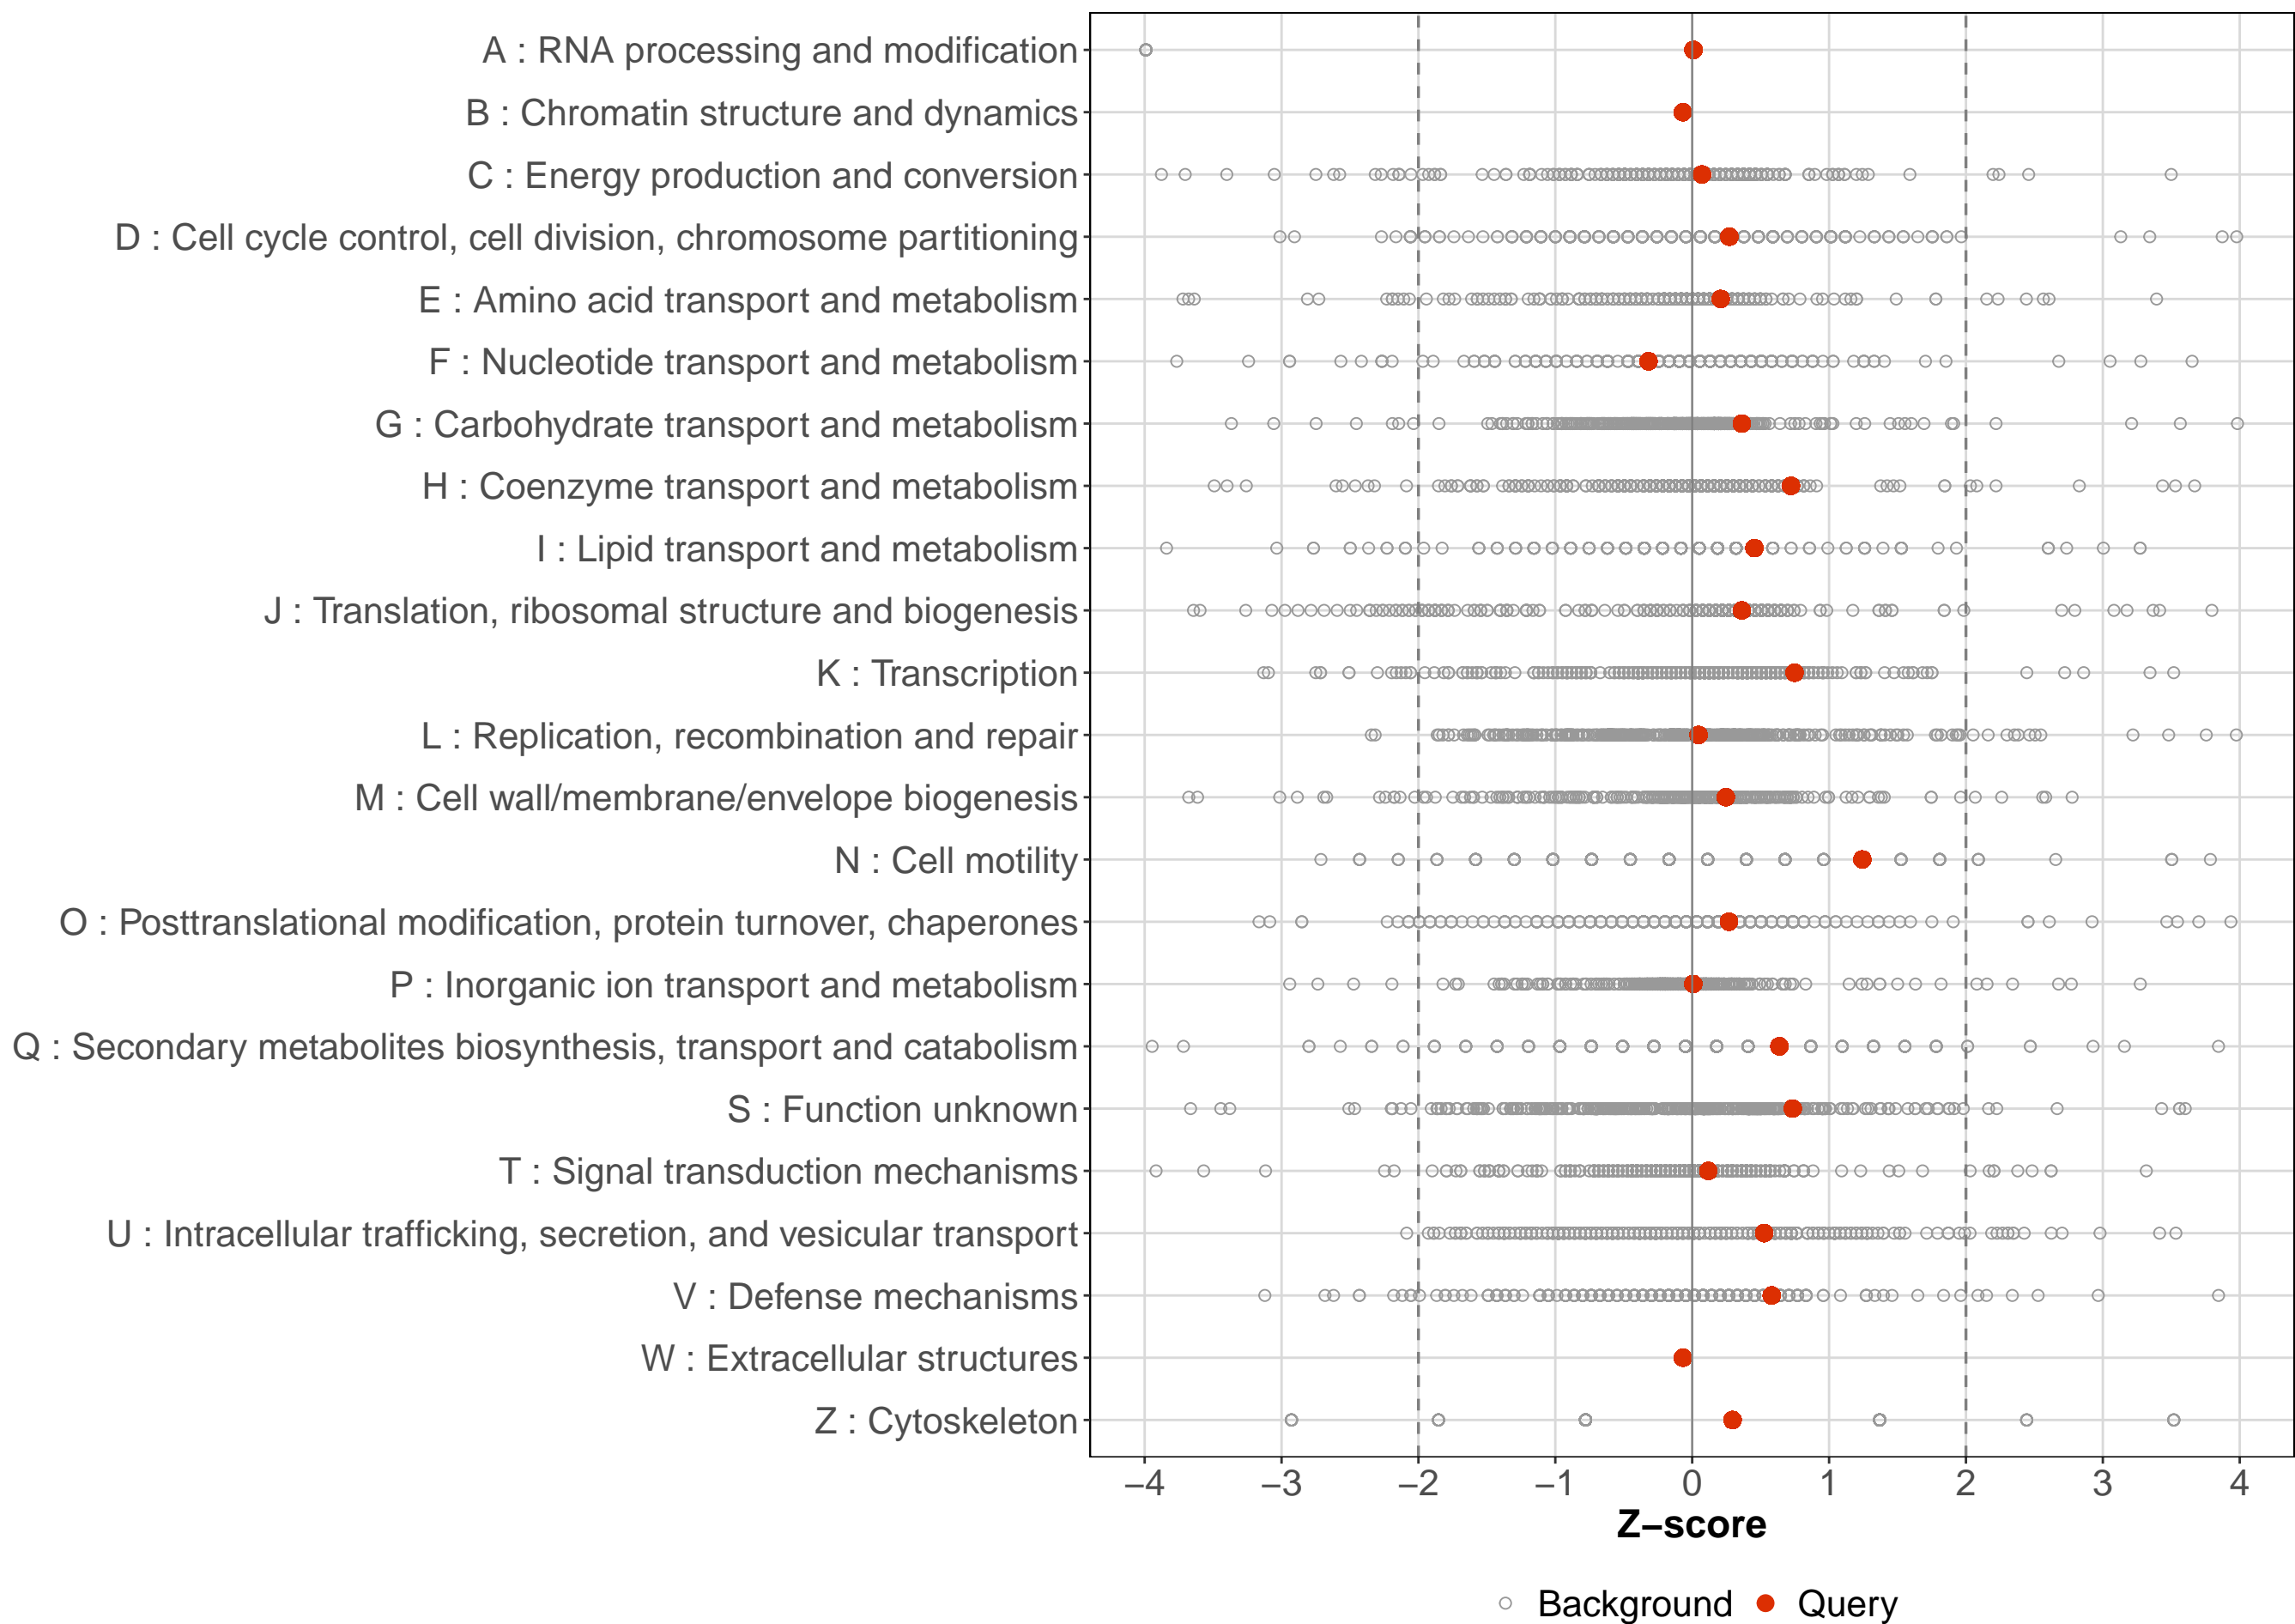 A : RNA processing and modification
B : Chromatin structure and dynamics
C : Energy production and conversion
D : Cell cycle control, cell division, chromosome partitioning
E : Amino acid transport and metabolism
F : Nucleotide transport and metabolism
G : Carbohydrate transport and metabolism
H : Coenzyme transport and metabolism
I : Lipid transport and metabolism
J : Translation, ribosomal structure and biogenesis
K : Transcription
L : Replication, recombination and repair
M : Cell wall/membrane/envelope biogenesis
N : Cell motility
O : Posttranslational modification, protein turnover, chaperones
P : Inorganic ion transport and metabolism
Q : Secondary metabolites biosynthesis, transport and catabolism
S : Function unknown
T : Signal transduction mechanisms
U : Intracellular trafficking, secretion, and vesicular transport
V : Defense mechanisms
W : Extracellular structures
Z : Cytoskeleton
−4 −3 −2 −1 0 1 2 3 4
Z−score
Background Query